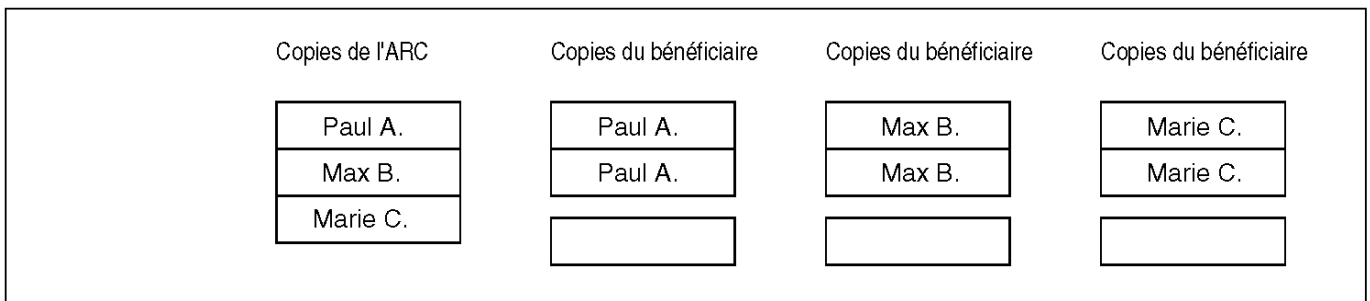 Copies de l'ARC
Copies du bénéficiaire
Copies du bénéficiaire
Copies du bénéficiaire
Paul A.
Paul A.
Max B.
Marie C.
Max B.
Paul A.
Max B.
Marie C.
Marie C.